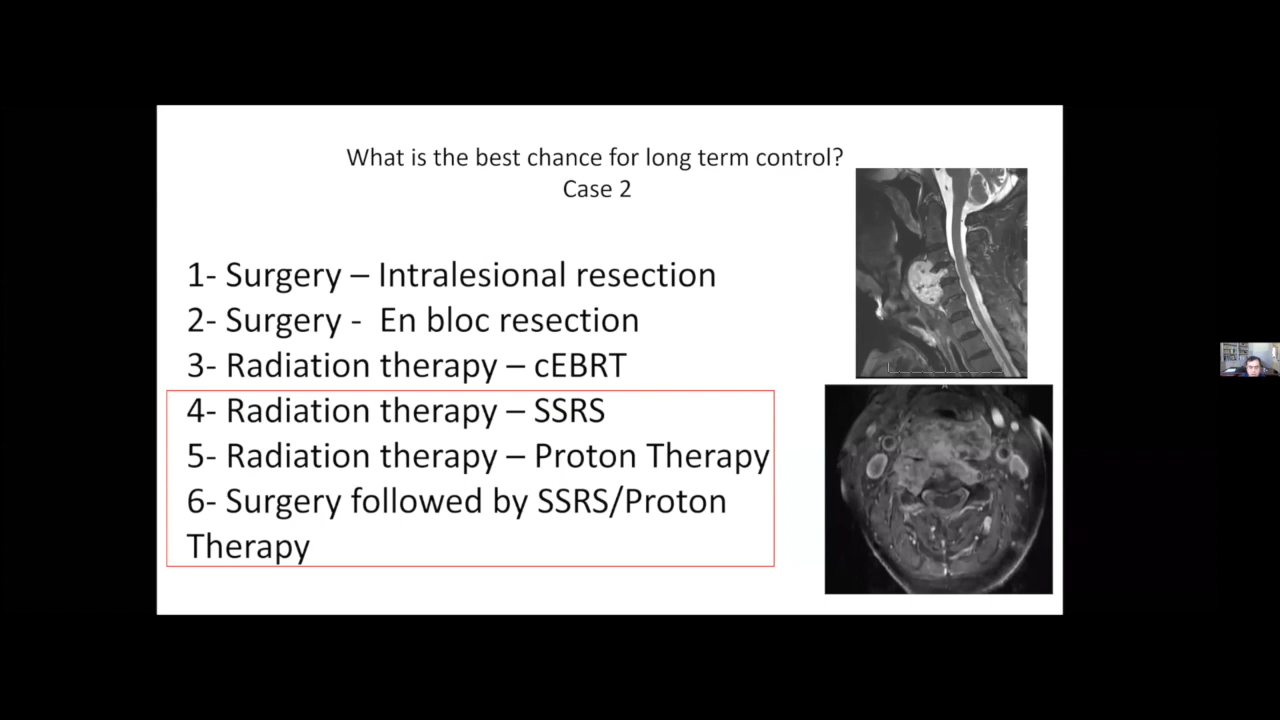 What is the best chance for long term control?
Case 2
1- Surgery – Intralesional resection
2- Surgery - En bloc resection
3- Radiation therapy – cEBRT
4- Radiation therapy – SSRS
5- Radiation therapy – Proton Therapy
6- Surgery followed by SSRS/Proton
Therapy